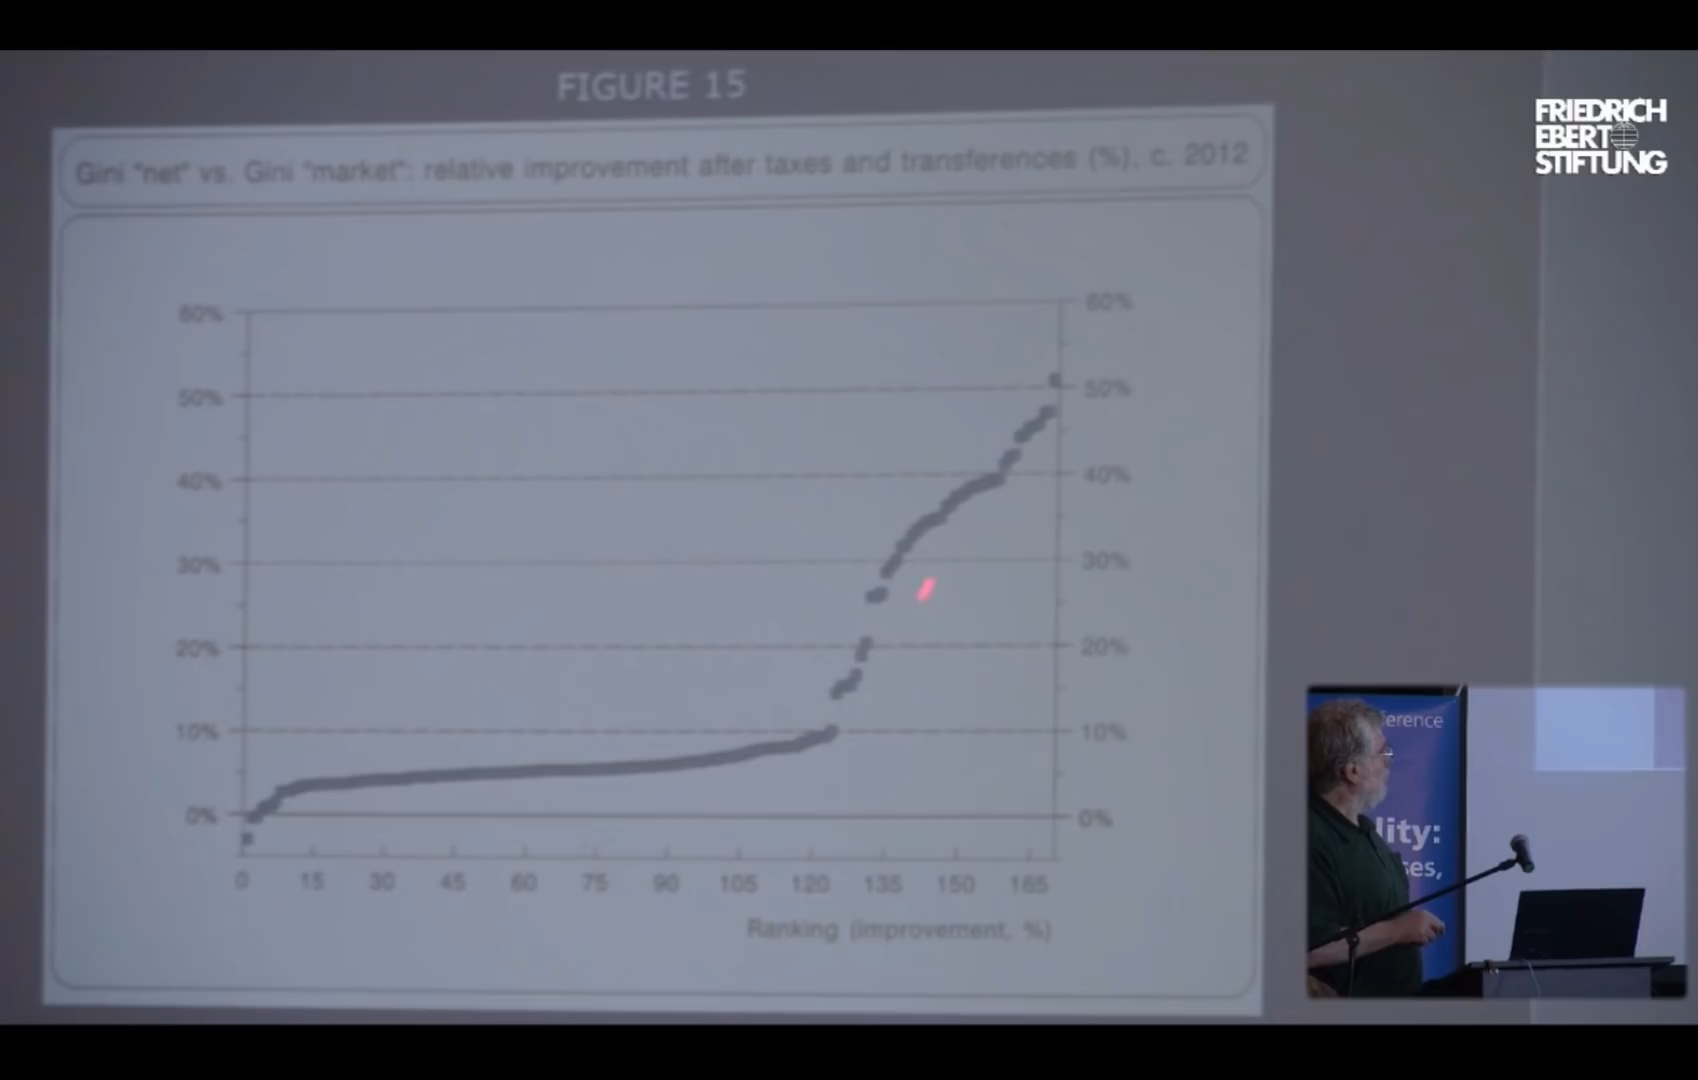 FIGURE 15
FRIEDRICH
EBERT
STIFTUNG
Gini "net" vs. Gini "market": relative improvement after taxes and transferences (%), c. 2012
60% 60%
50% 50%
40% 40%
30% 30%
20% 20%
10% 10%
0% 0%
0 15 30 45 60 75 90 105 120 135 150 165
Ranking (improvement, %)
ference
lity:
ses,